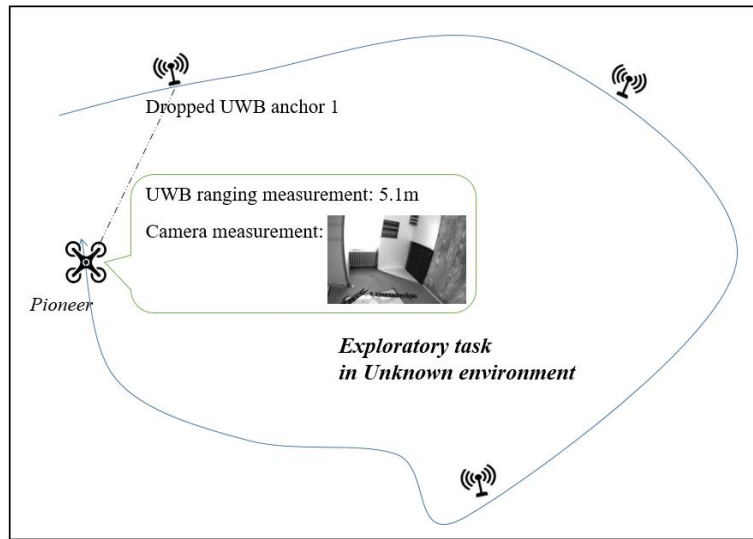 Dropped UWB anchor 1
UWB ranging measurement: 5.1m
Camera measurement:
Pioneer
Exploratory task
in Unknown environment